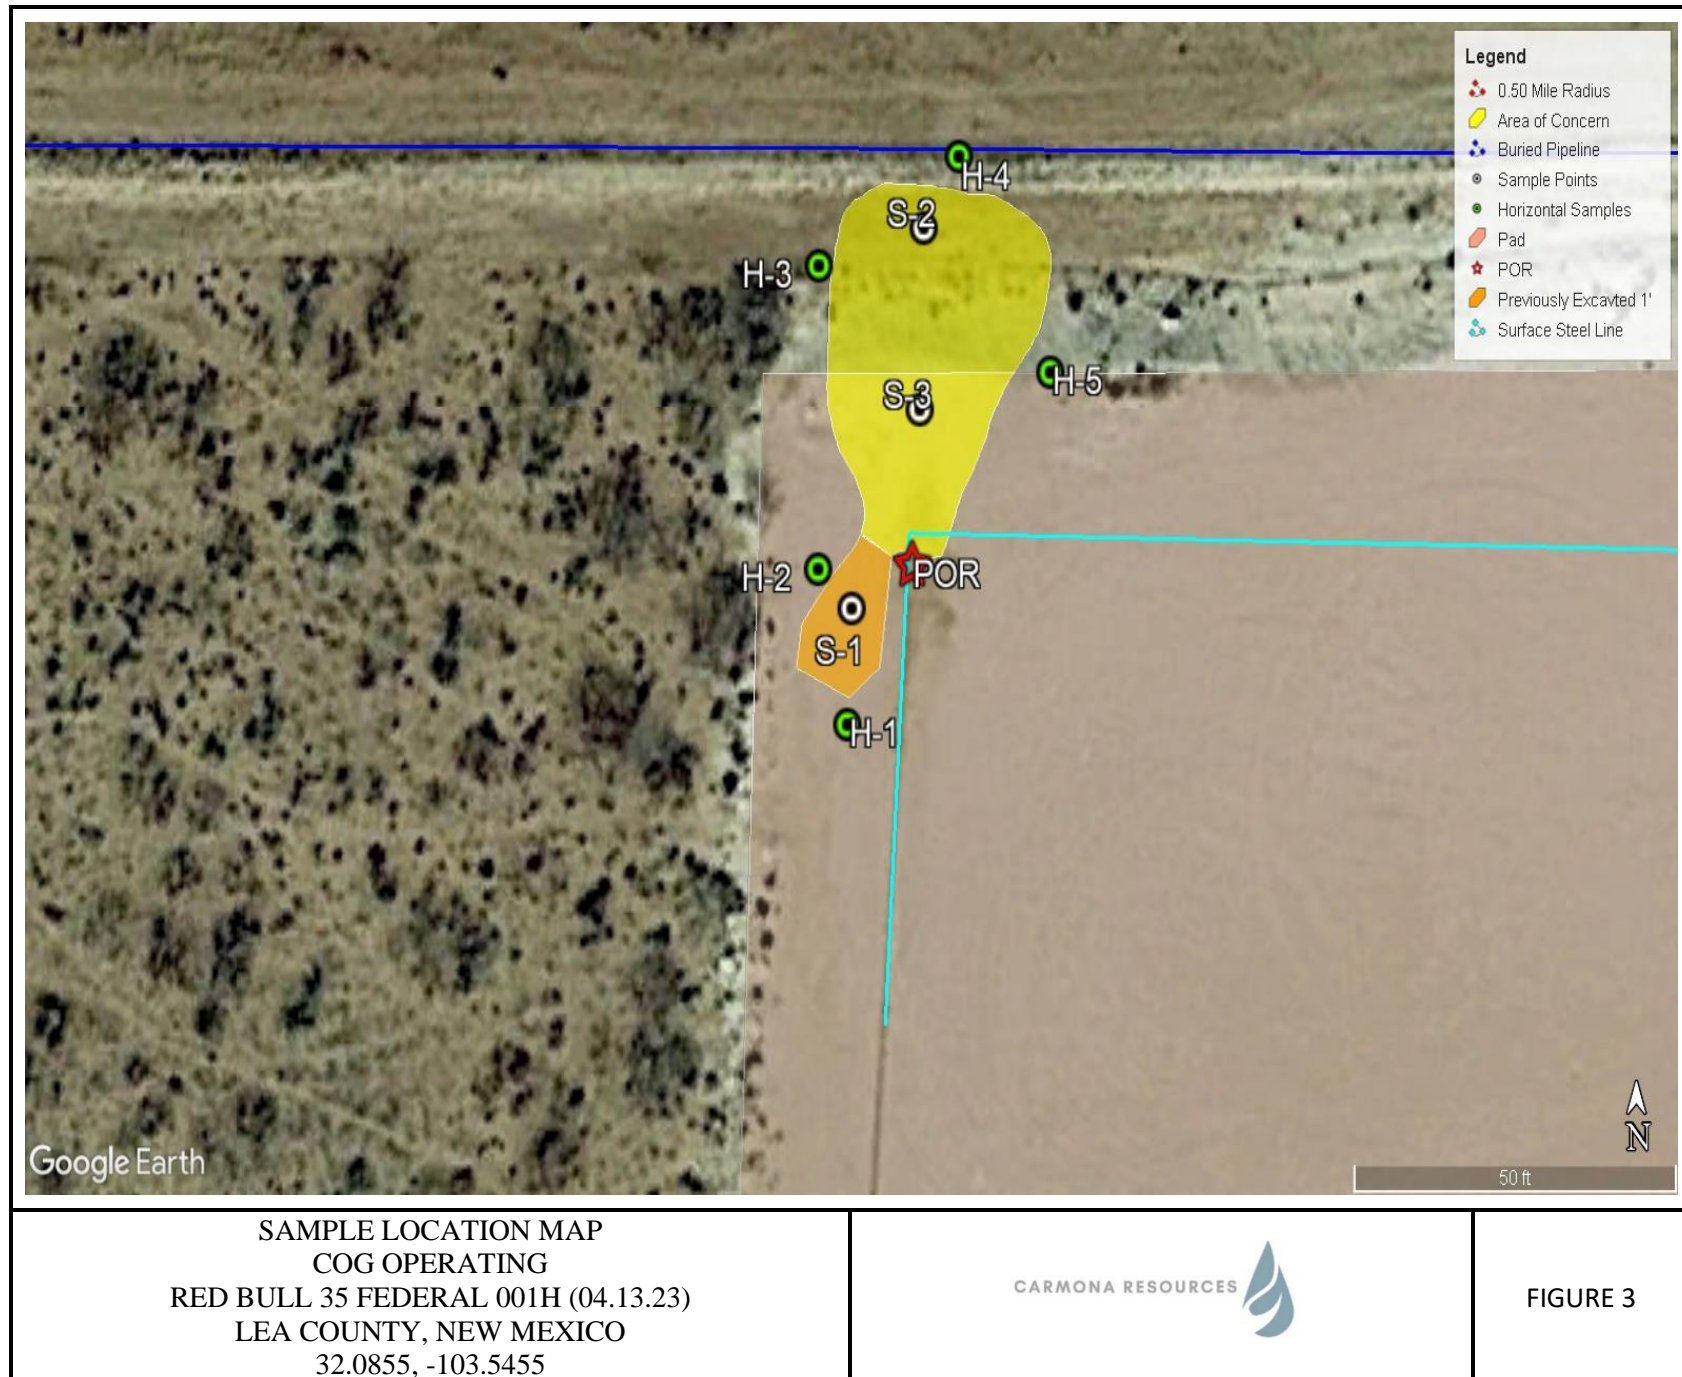 Legend
0.50 Mile Radius
Area of Concern
Buried Pipeline
Sample Points
Horizontal Samples
Pad
POR
Previously Excavted 1'
Surface Steel Line
H-4
S-2
H-3
H-5
S-3
H-2
POR
S-1
H-1
N
Google Earth
50 ft
SAMPLE LOCATION MAP
COG OPERATING
RED BULL 35 FEDERAL 001H (04.13.23)
LEA COUNTY, NEW MEXICO
32.0855, -103.5455
CARMONA RESOURCES
FIGURE 3